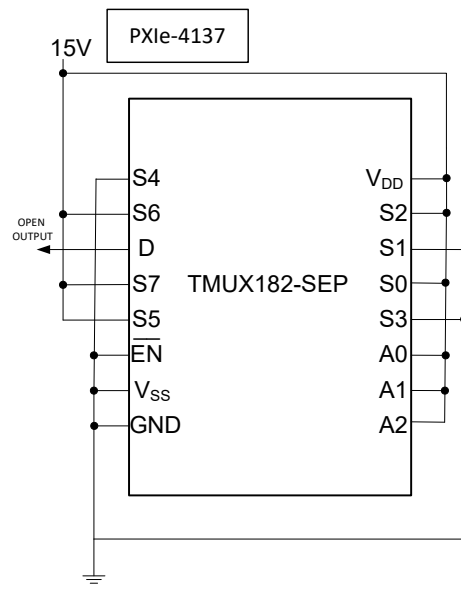 PXIe-4137
15V
S4
S6
OPEN
OUTPUT
D
S7
S5
EN
VSS
GND
TMUX182-SEP
VDD
S2
S1
S0
S3
A0
A1
A2